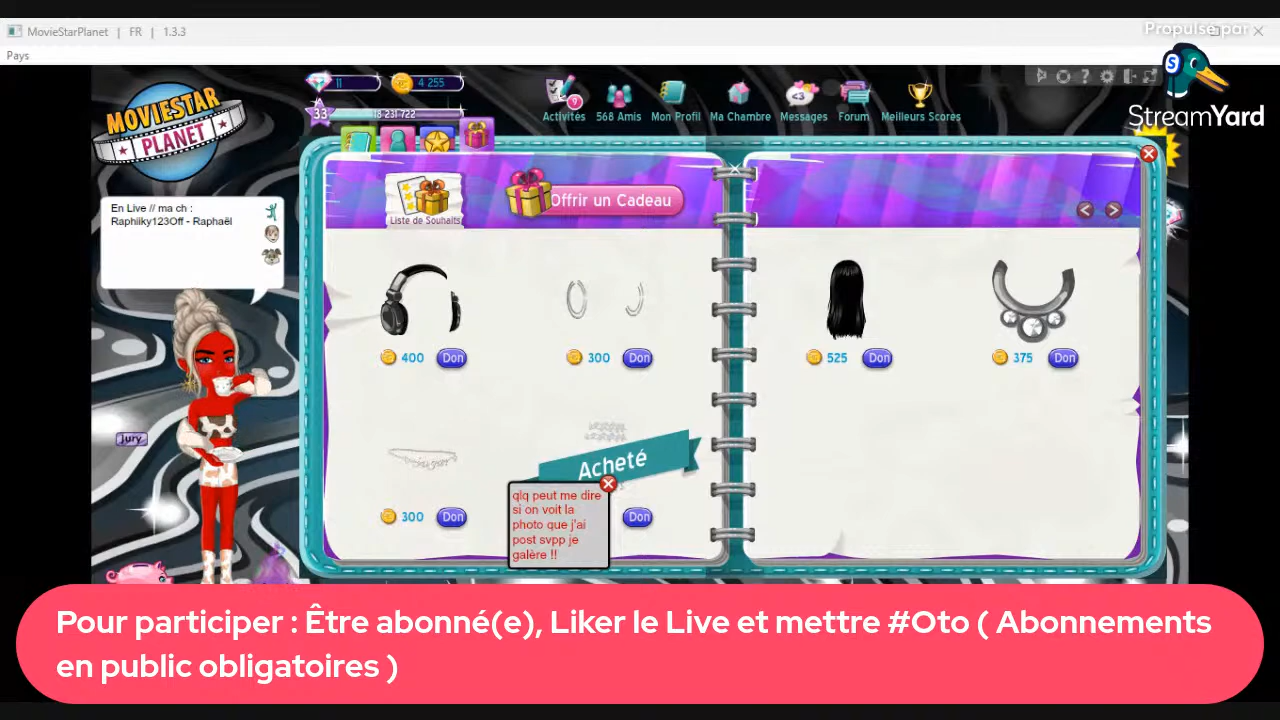 MovieStarPlanet | FR | 1.3.3
Propulsé par
Pays
StreamYard
11
4 255
33
18 231 722
Activités
568 Amis
Mon Profil
Ma Chambre
Messages
Forum
Meilleurs Scores
7
<3
MOVIESTAR
PLANET
En Live // ma ch :
Raphilky123Off - Raphaël
Liste de Souhaits
Offrir un Cadeau
400 Don
300 Don
525 Don
375 Don
Jury
Acheté
300 Don
Don
qlq peut me dire
si on voit la
photo que j'ai
post svpp je
galère !!
Pour participer : Être abonné(e), Liker le Live et mettre #Oto ( Abonnements
en public obligatoires )